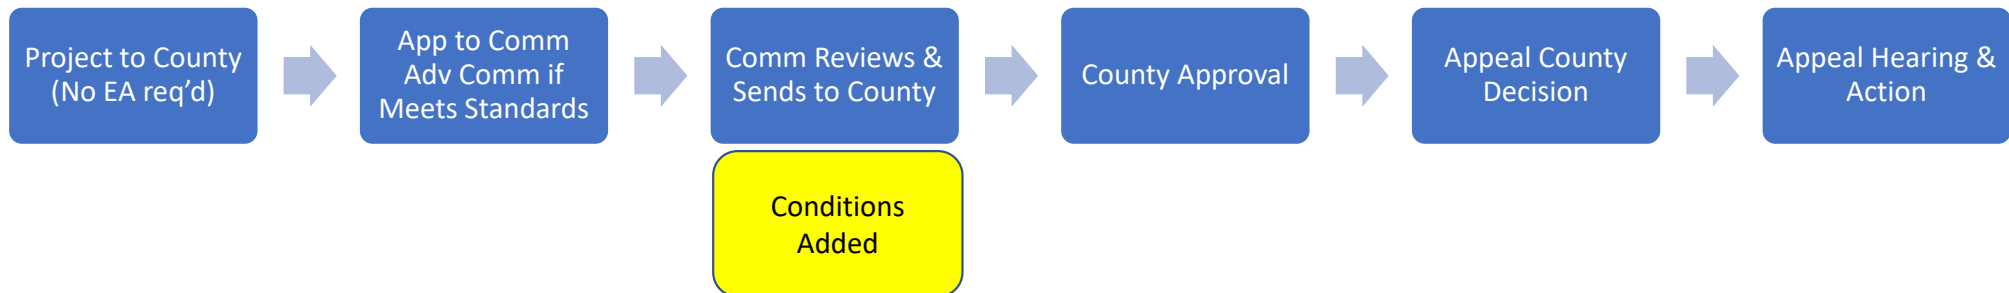 Project to County
(No EA req’d)
App to Comm
Adv Comm if
Meets Standards
Comm Reviews &
Sends to County
County Approval
Appeal County
Decision
Appeal Hearing &
Action
Conditions
Added